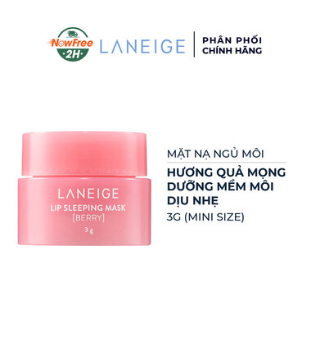 NowFree
2H
LANEIGE
PHÂN PHỐI
CHÍNH HÃNG
MẶT NẠ NGỦ MÔI
HƯƠNG QUẢ MỌNG
DƯỠNG MỀM MÔI
DỊU NHẸ
3G (MINI SIZE)
LANEIGE
LIP SLEEPING MASK
[BERRY]
3 g